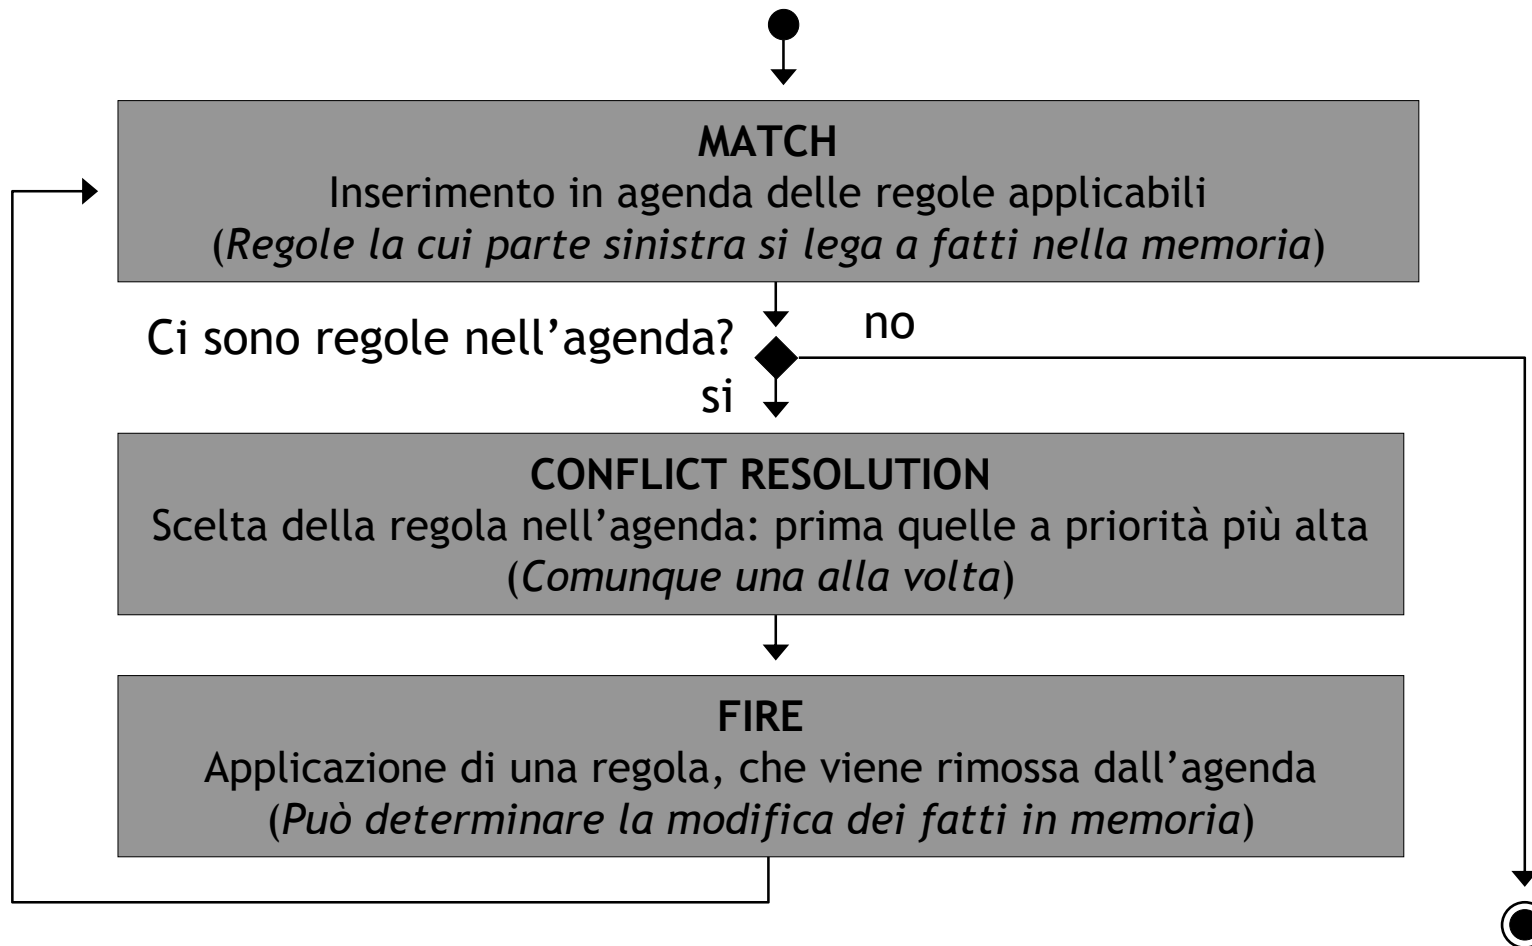 MATCH
Inserimento in agenda delle regole applicabili
(Regole la cui parte sinistra si lega a fatti nella memoria)
Ci sono regole nell’agenda?
no
si
CONFLICT RESOLUTION
Scelta della regola nell’agenda: prima quelle a priorità più alta
(Comunque una alla volta)
FIRE
Applicazione di una regola, che viene rimossa dall’agenda
(Può determinare la modifica dei fatti in memoria)